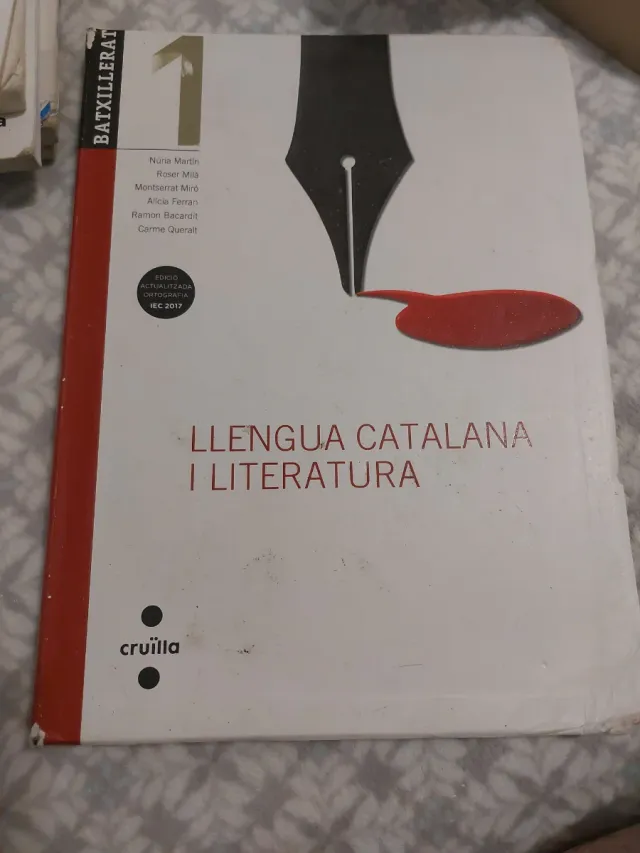 BATXILLERAT
1
Núria Martín
Roser Milà
Montserrat Miró
Alícia Ferran
Ramon Bacardit
Carme Queralt
EDICIÓ
ACTUALITZADA
ORTOGRAFIA
IEC 2017
LLENGUA CATALANA
I LITERATURA
cruïlla